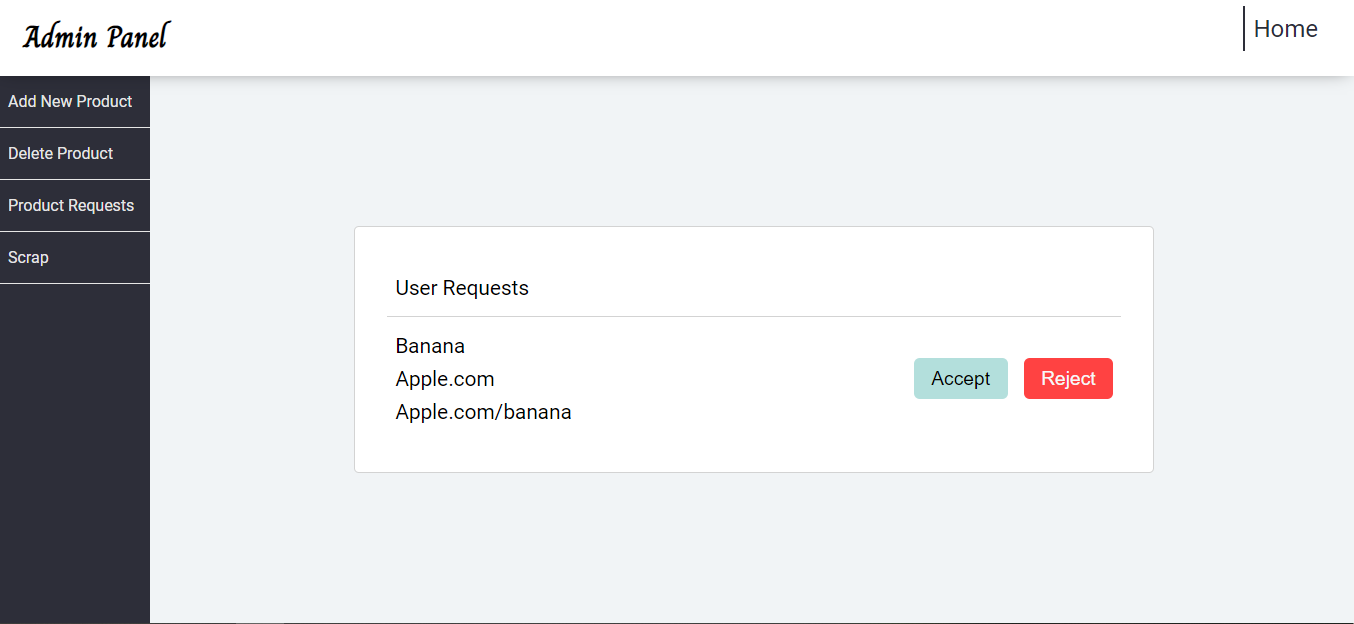 Admin Panel
Home
Add New Product
Delete Product
Product Requests
Scrap
User Requests
Banana
Apple.com
Apple.com/banana
Accept
Reject